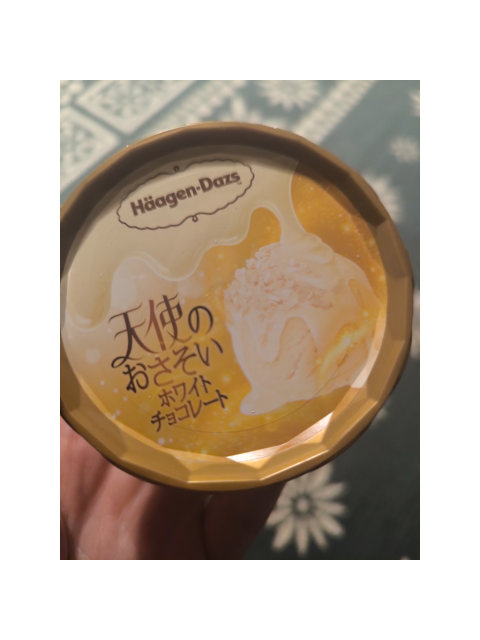 Häagen-Dazs
天使の
おさそい
ホワイト
チョコレート